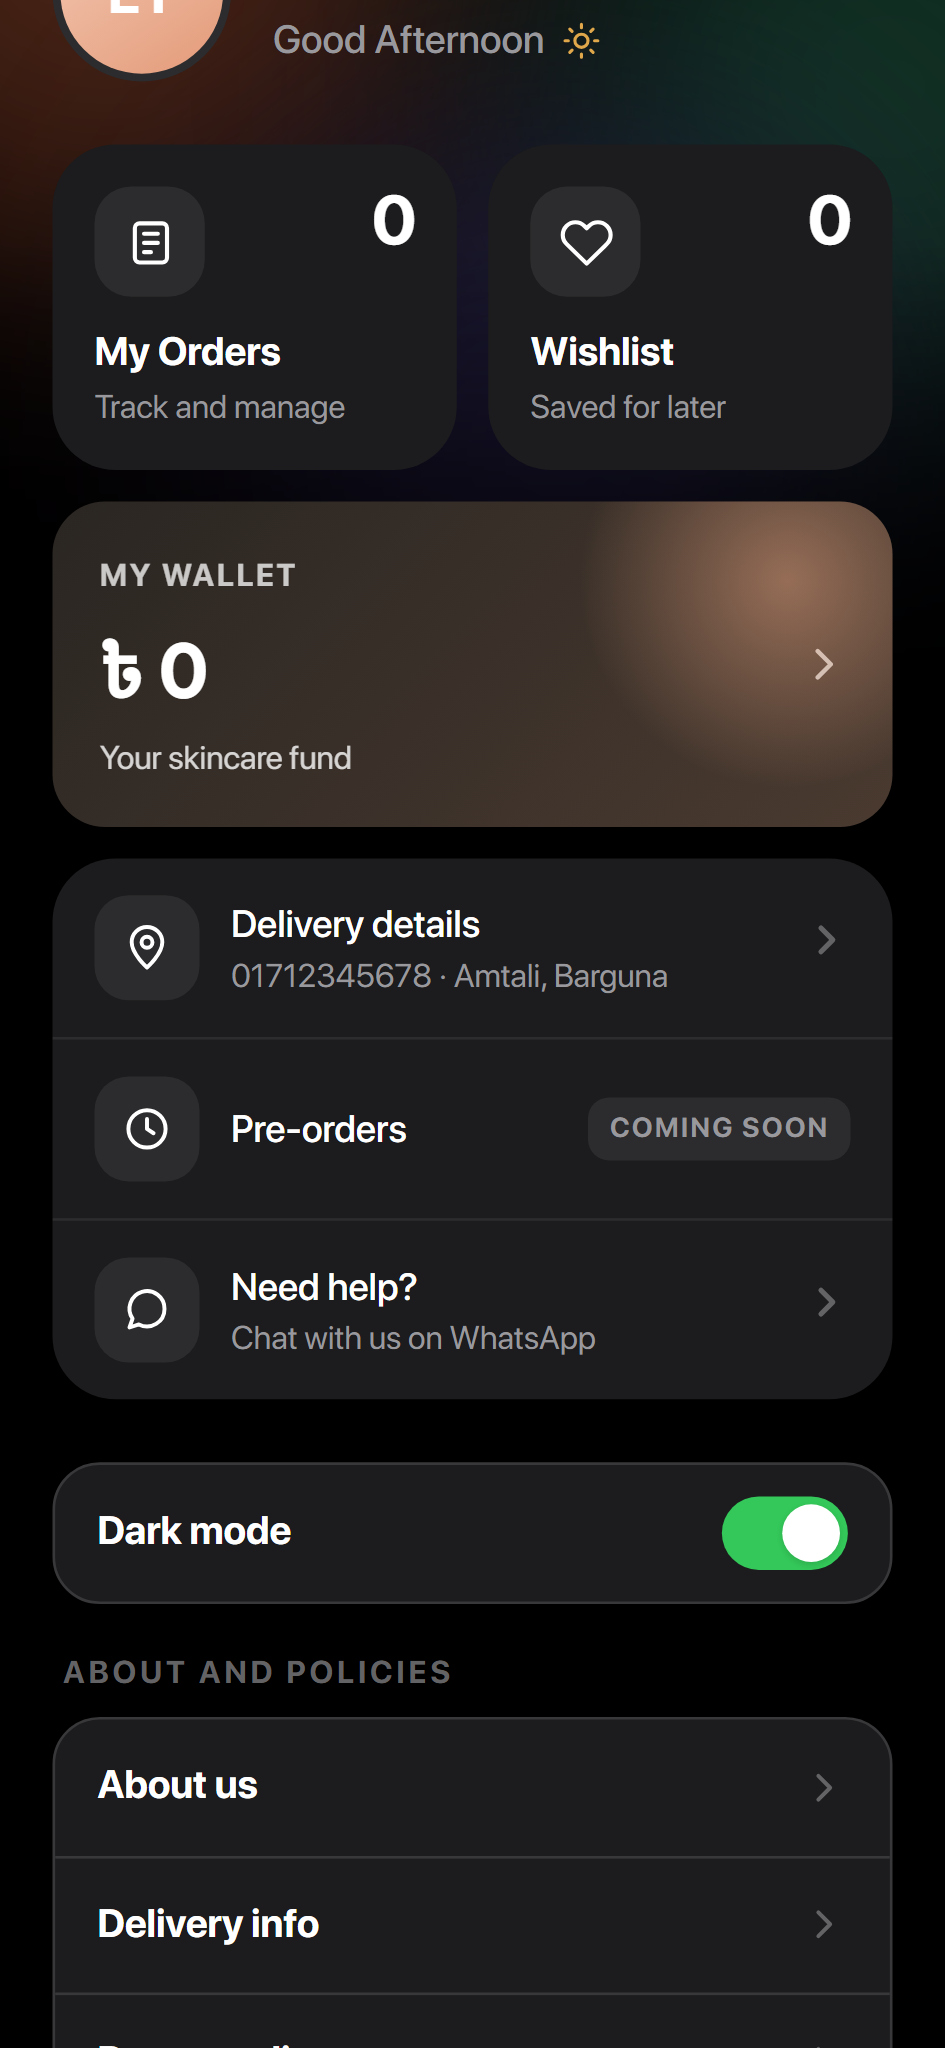 Good Afternoon
0
0
My Orders
Wishlist
Track and manage
Saved for later
MY WALLET
৳ 0
Your skincare fund
Delivery details
01712345678 · Amtali, Barguna
Pre-orders
COMING SOON
Need help?
Chat with us on WhatsApp
Dark mode
ABOUT AND POLICIES
About us
Delivery info